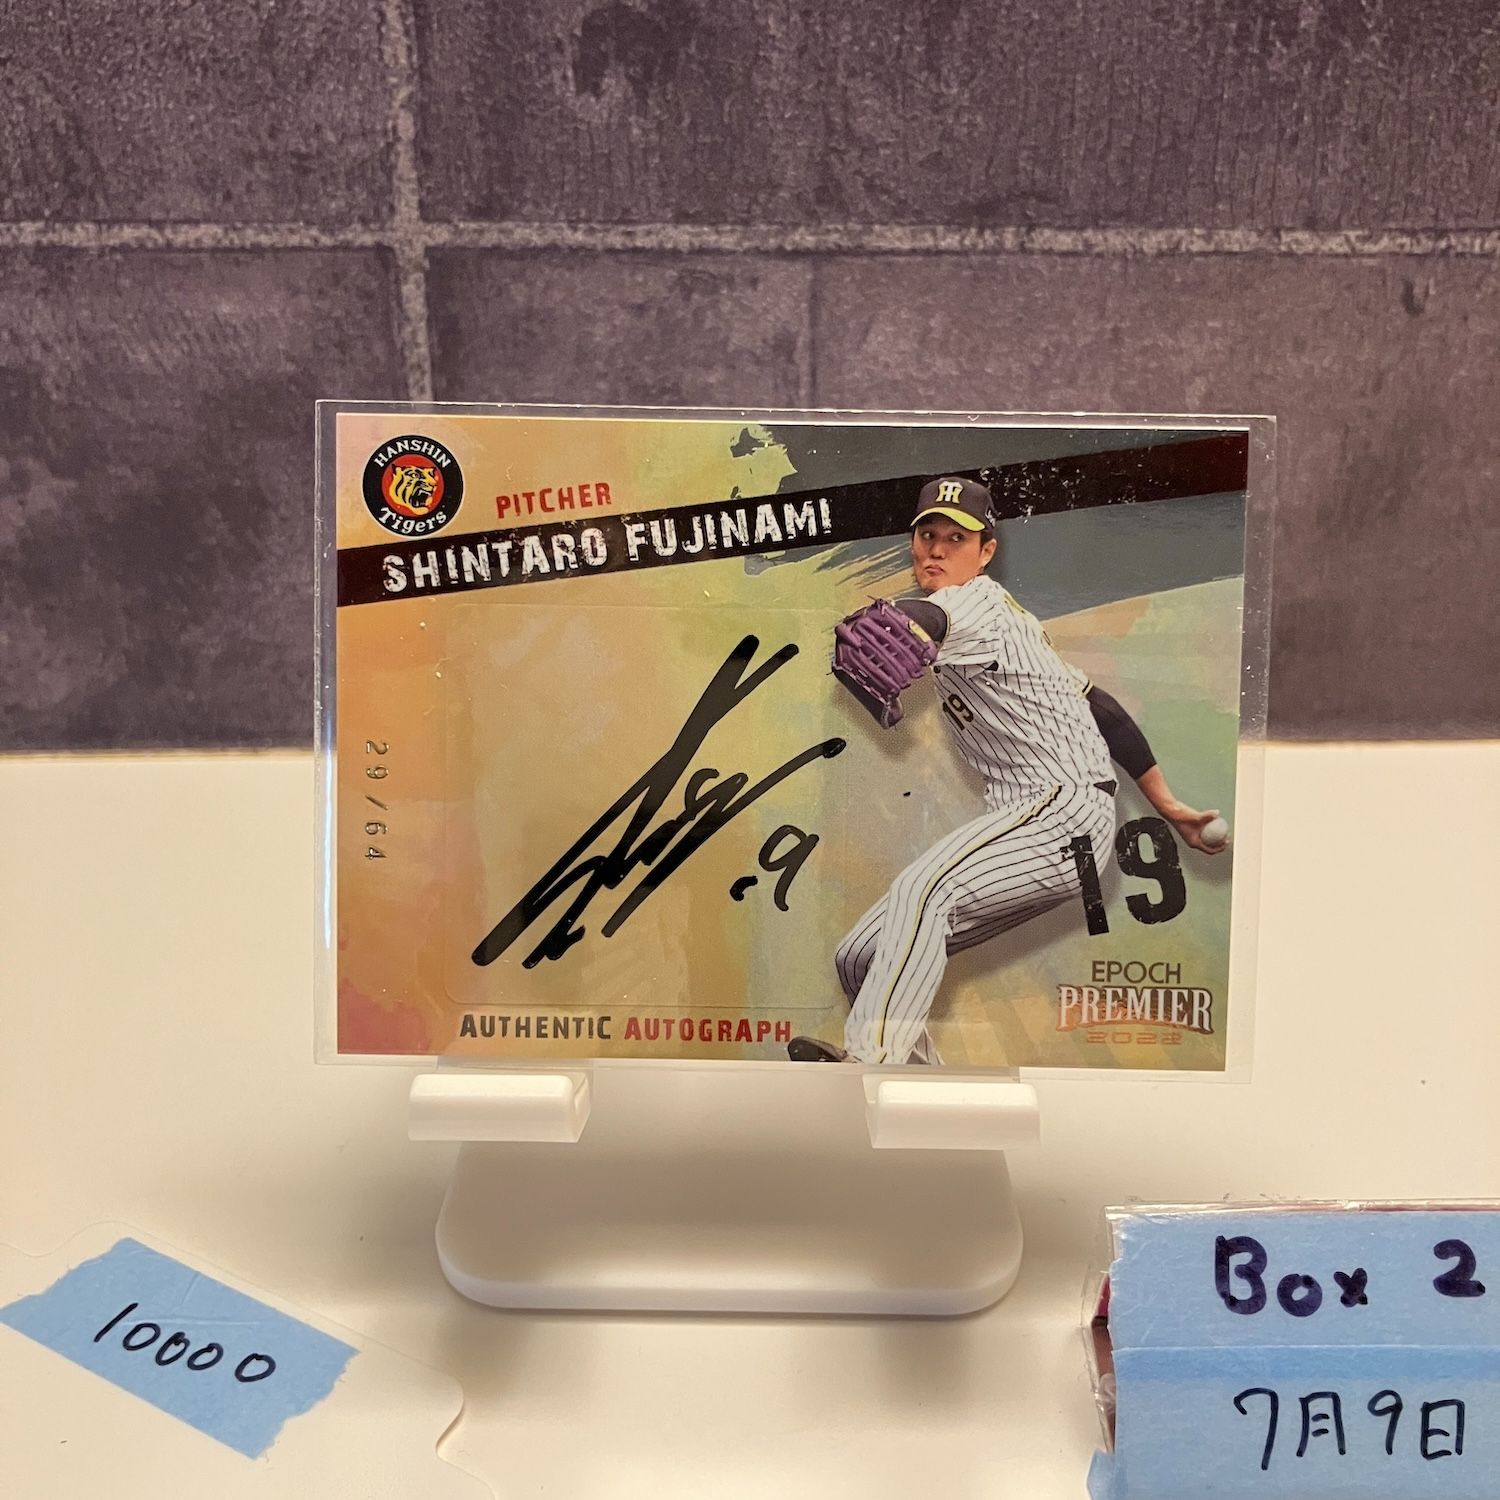 HANSHIN
Tigers
PITCHER
SHINTARO FUJINAMI
19
29/64
19
19
EPOCH
PREMIER
2022
AUTHENTIC AUTOGRAPH
10000
Box 2
7月9日